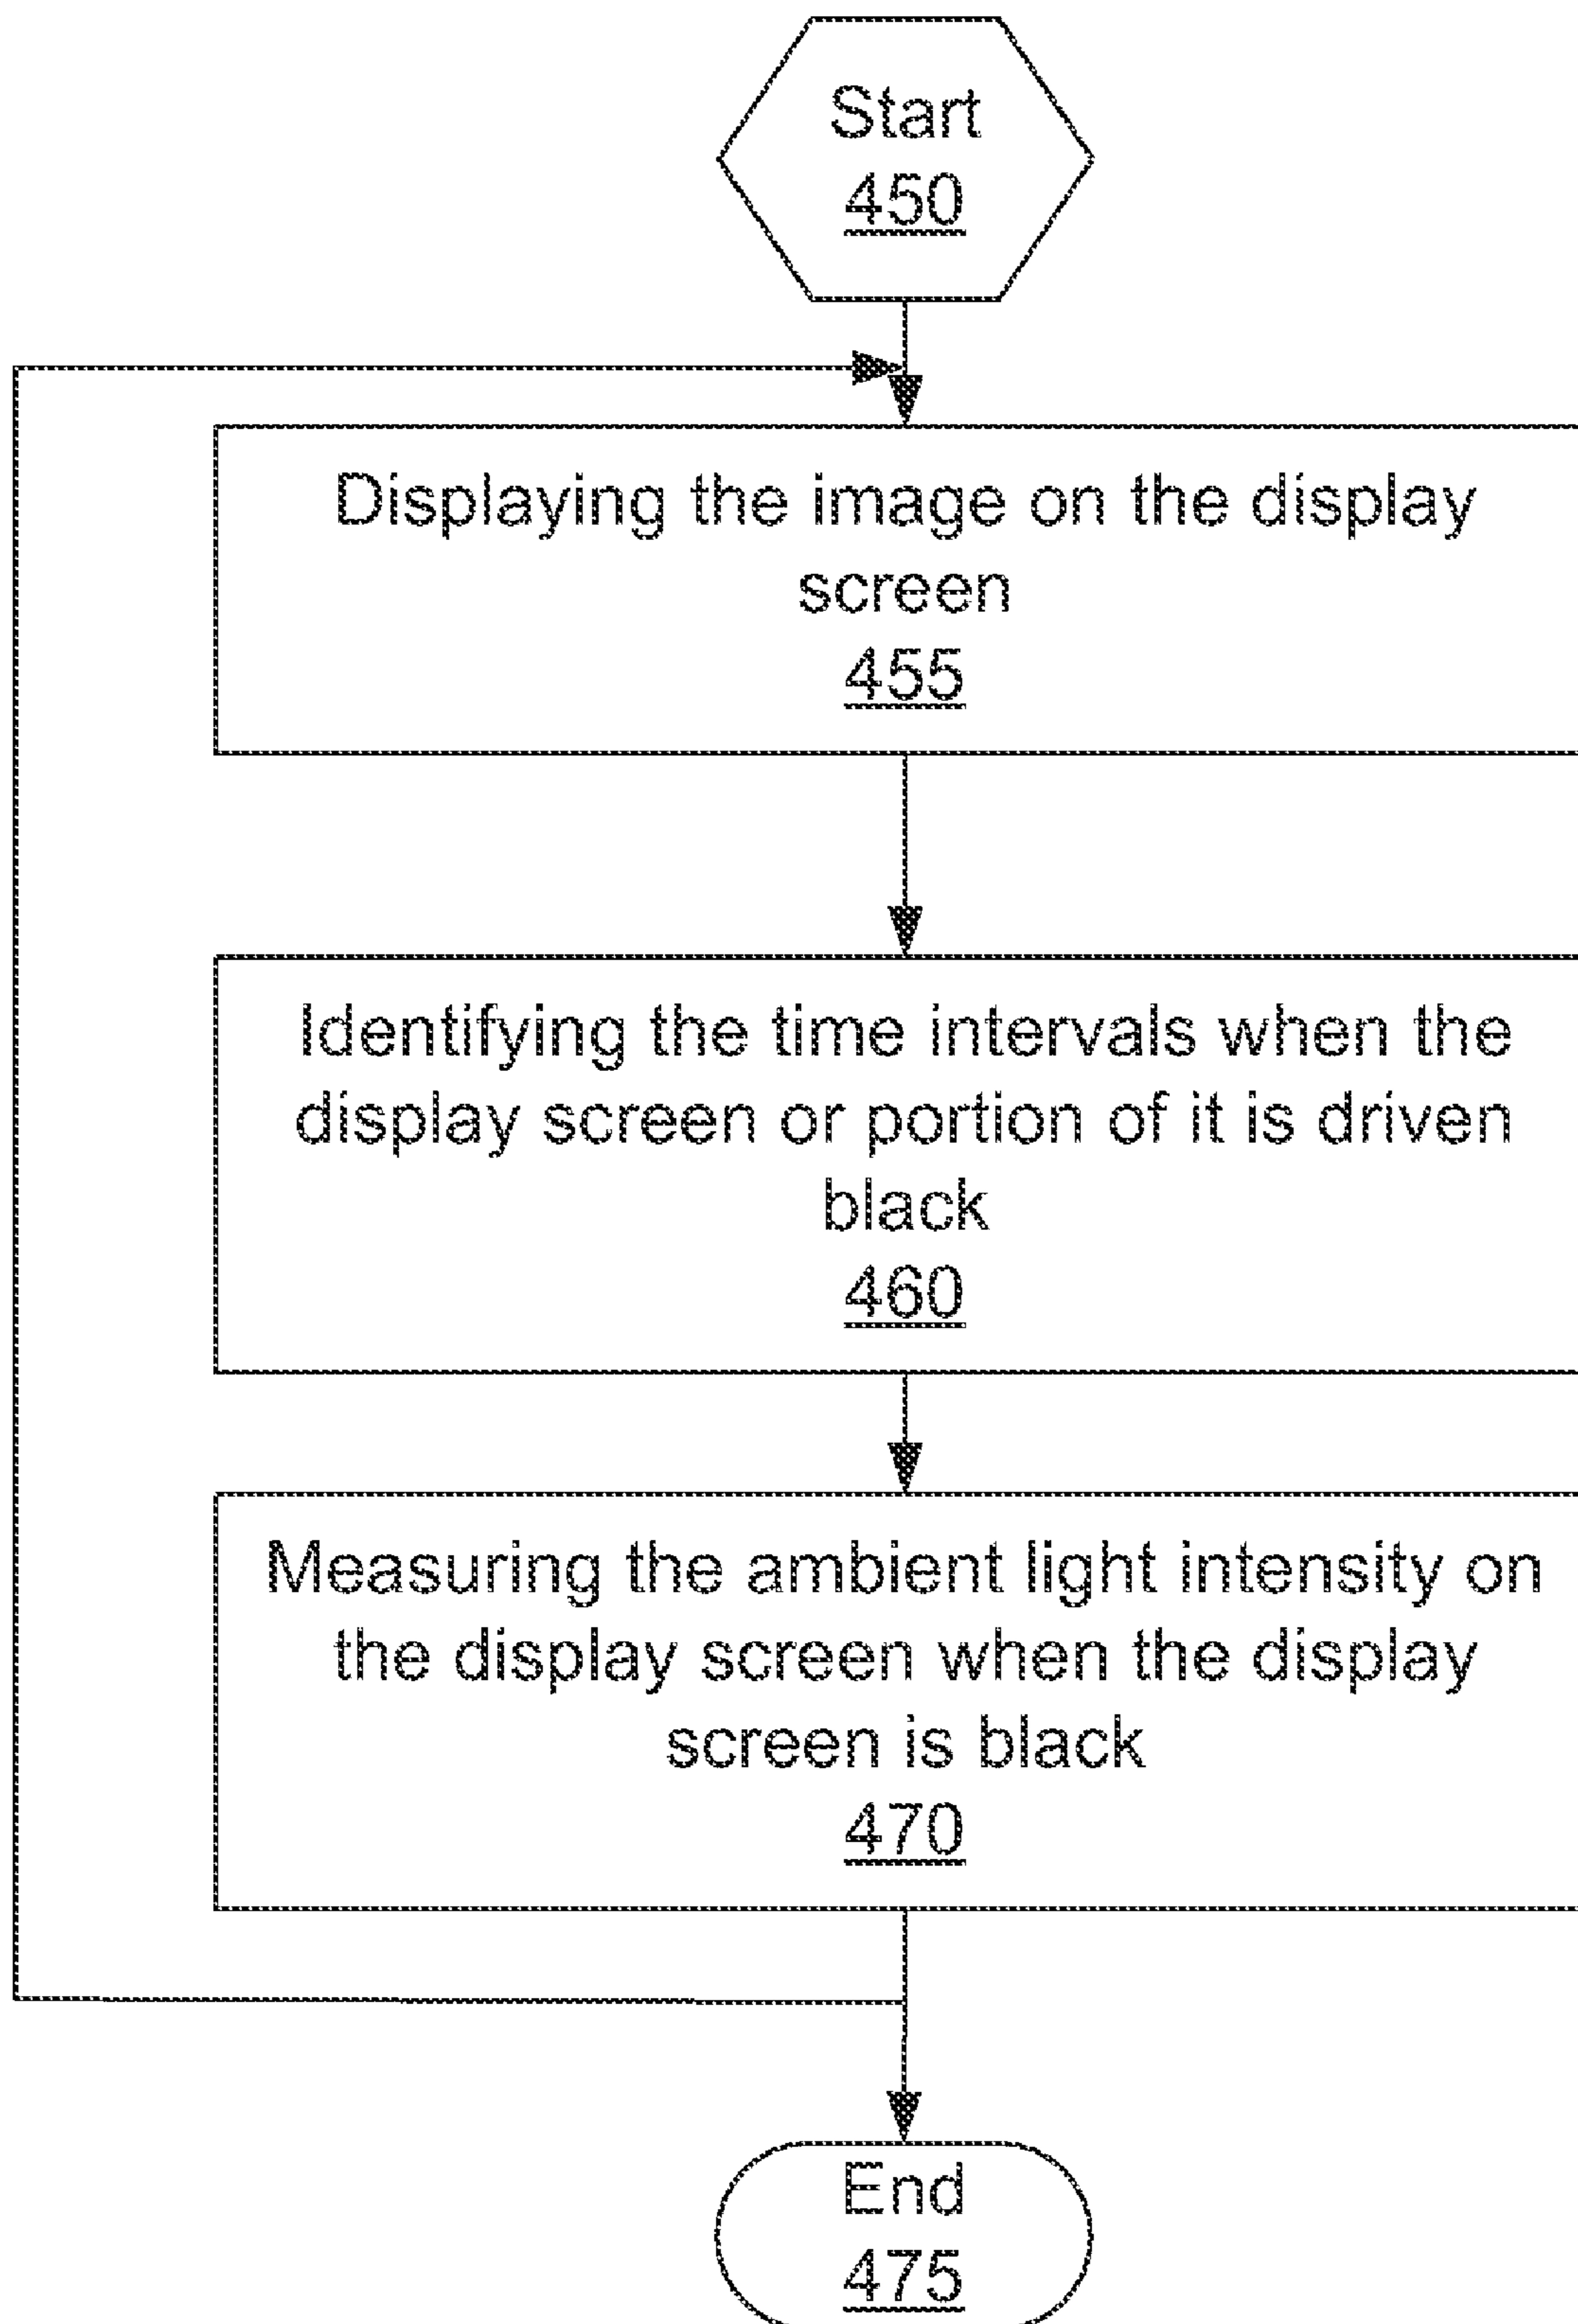 Start
450
Displaying the image on the display
screen
455
Identifying the time intervals when the
display screen or portion of it is driven
black
460
Measuring the ambient light intensity on
the display screen when the display
screen is black
470
End
475